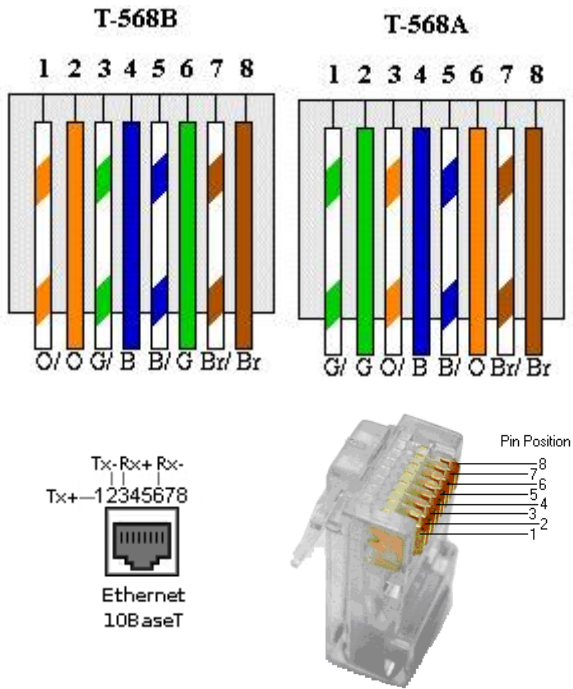 T-568B
1 2 3 4 5 6 7 8
O/ O G/ B B/ G Br/ Br
T-568A
1 2 3 4 5 6 7 8
G/ G O/ B B/ O Br/ Br
Tx- Rx+ Rx-
Tx+ 12345678
Ethernet
10BaseT
Pin Position
8
7
6
5
4
3
2
1